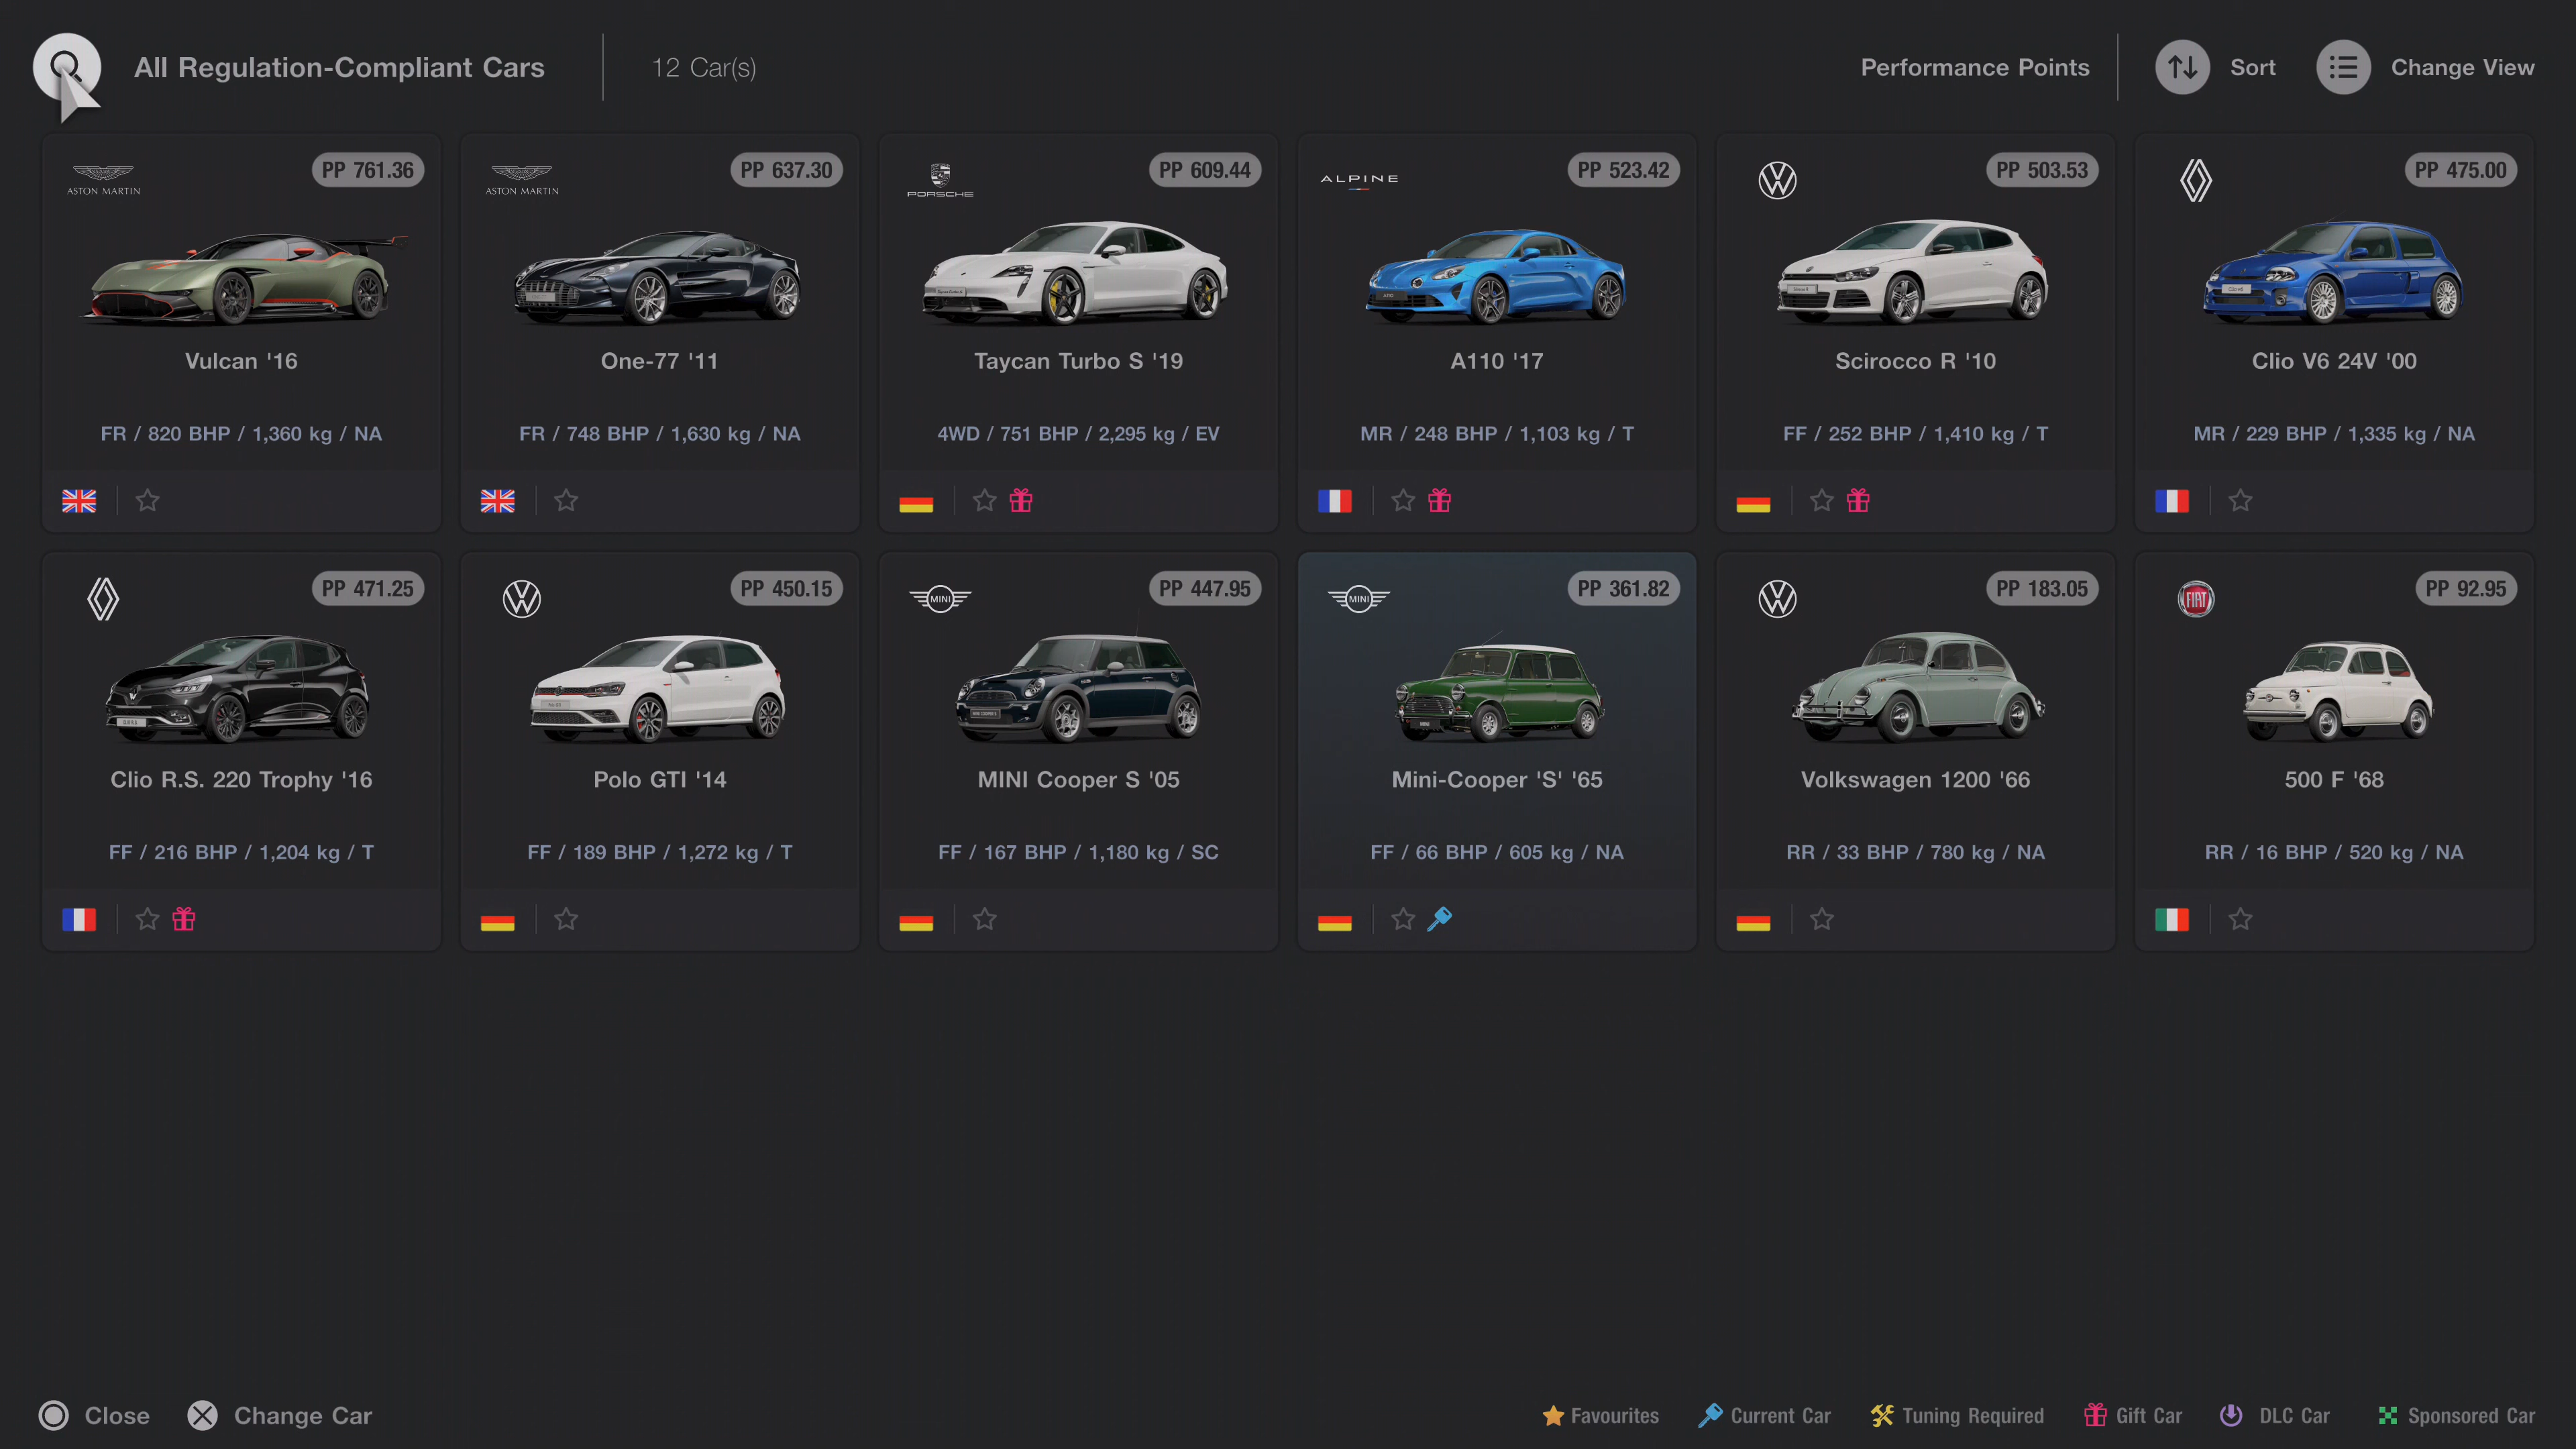 All Regulation-Compliant Cars
12 Car(s)
Performance Points
Sort
Change View
ASTON MARTIN
PP 761.36
Vulcan '16
FR / 820 BHP / 1,360 kg / NA
ASTON MARTIN
PP 637.30
One-77 '11
FR / 748 BHP / 1,630 kg / NA
PORSCHE
PP 609.44
Taycan Turbo S '19
4WD / 751 BHP / 2,295 kg / EV
ALPINE
PP 523.42
A110 '17
MR / 248 BHP / 1,103 kg / T
PP 503.53
Scirocco R '10
FF / 252 BHP / 1,410 kg / T
PP 475.00
Clio V6 24V '00
MR / 229 BHP / 1,335 kg / NA
PP 471.25
Clio R.S. 220 Trophy '16
FF / 216 BHP / 1,204 kg / T
PP 450.15
Polo GTI '14
FF / 189 BHP / 1,272 kg / T
MINI
PP 447.95
MINI Cooper S '05
FF / 167 BHP / 1,180 kg / SC
MINI
PP 361.82
Mini-Cooper 'S' '65
FF / 66 BHP / 605 kg / NA
PP 183.05
Volkswagen 1200 '66
RR / 33 BHP / 780 kg / NA
FIAT
PP 92.95
500 F '68
RR / 16 BHP / 520 kg / NA
Close
Change Car
Favourites
Current Car
Tuning Required
Gift Car
DLC Car
Sponsored Car